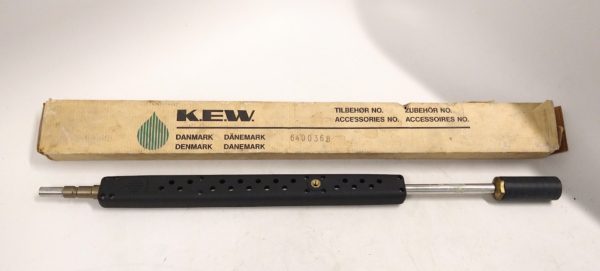 K.E.W.
TILBEHØR NO. ZUBEHÖR NO.
ACCESSORIES NO. ACCESSOIRES NO.
DANMARK DÄNEMARK
DENMARK DANEMARK
6400368